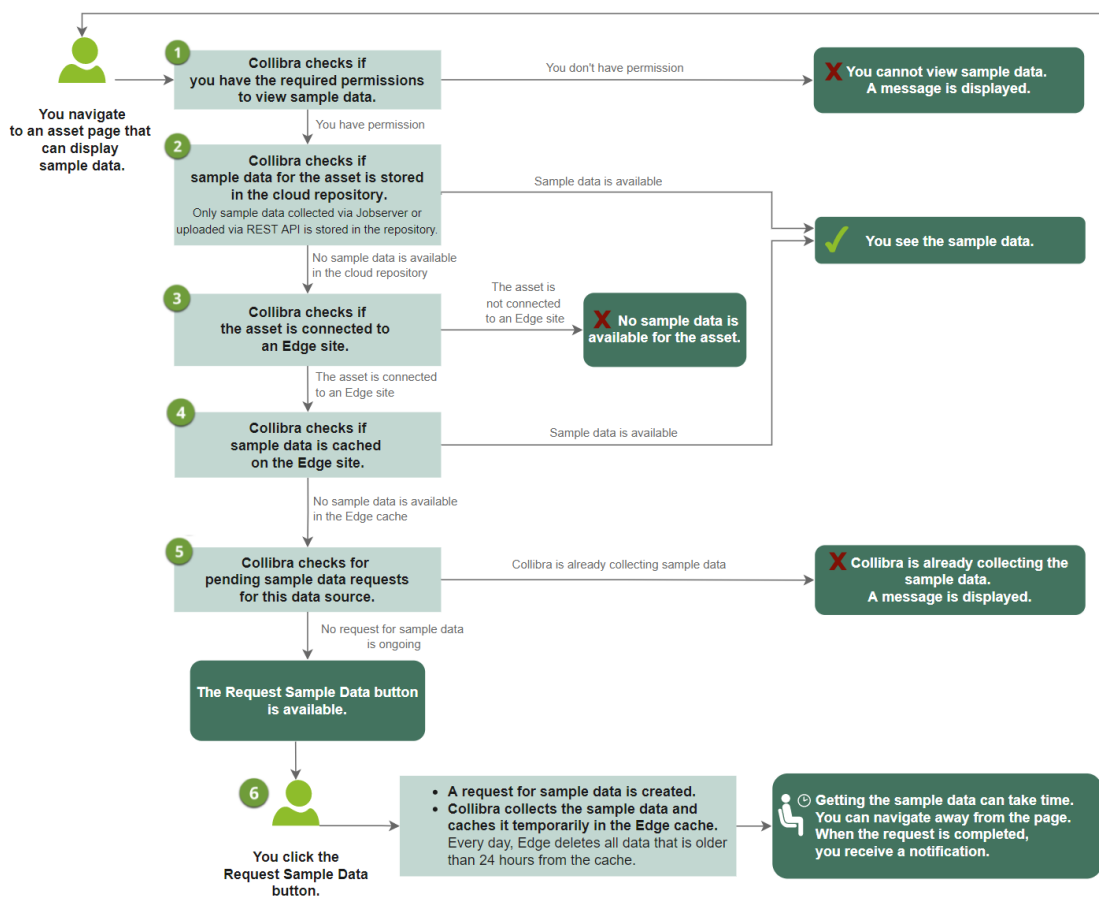 1
Collibra checks if
you have the required permissions
to view sample data.
You don't have permission
X You cannot view sample data.
A message is displayed.
You navigate
to an asset page that
can display
sample data.
You have permission
2
Collibra checks if
sample data for the asset is stored
in the cloud repository.
Only sample data collected via Jobserver or
uploaded via REST API is stored in the repository.
Sample data is available
You see the sample data.
No sample data is available
in the cloud repository
3
Collibra checks if
the asset is connected to
an Edge site.
The asset is
not connected
to an Edge site
X No sample data is
available for the asset.
The asset is connected
to an Edge site
4
Collibra checks if
sample data is cached
on the Edge site.
Sample data is available
No sample data is available
in the Edge cache
5
Collibra checks for
pending sample data requests
for this data source.
Collibra is already collecting sample data
X Collibra is already collecting the
sample data.
A message is displayed.
No request for sample data
is ongoing
The Request Sample Data button
is available.
6
You click the
Request Sample Data
button.
• A request for sample data is created.
• Collibra collects the sample data and
caches it temporarily in the Edge cache.
Every day, Edge deletes all data that is older
than 24 hours from the cache.
Getting the sample data can take time.
You can navigate away from the page.
When the request is completed,
you receive a notification.